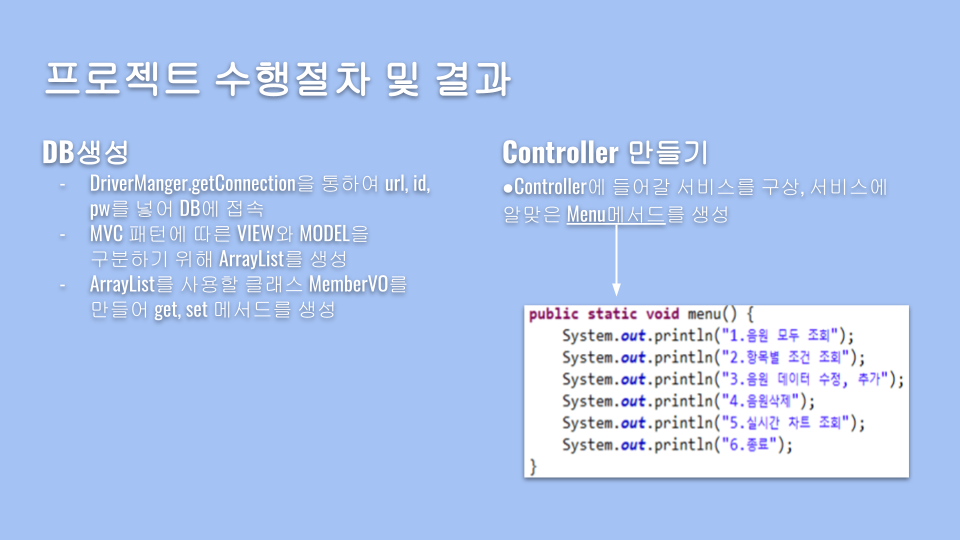 프로젝트 수행절차 및 결과
DB생성
- DriverManger.getConnection을 통하여 url, id,
pw를 넣어 DB에 접속
- MVC 패턴에 따른 VIEW와 MODEL을
구분하기 위해 ArrayList를 생성
- ArrayList를 사용할 클래스 MemberVO를
만들어 get, set 메서드를 생성
Controller 만들기
●Controller에 들어갈 서비스를 구상, 서비스에
알맞은 Menu메서드를 생성
public static void menu() {
System.out.println("1.음원 모두 조회");
System.out.println("2.항목별 조건 조회");
System.out.println("3.음원 데이터 수정, 추가");
System.out.println("4.음원삭제");
System.out.println("5.실시간 차트 조회");
System.out.println("6.종료");
}